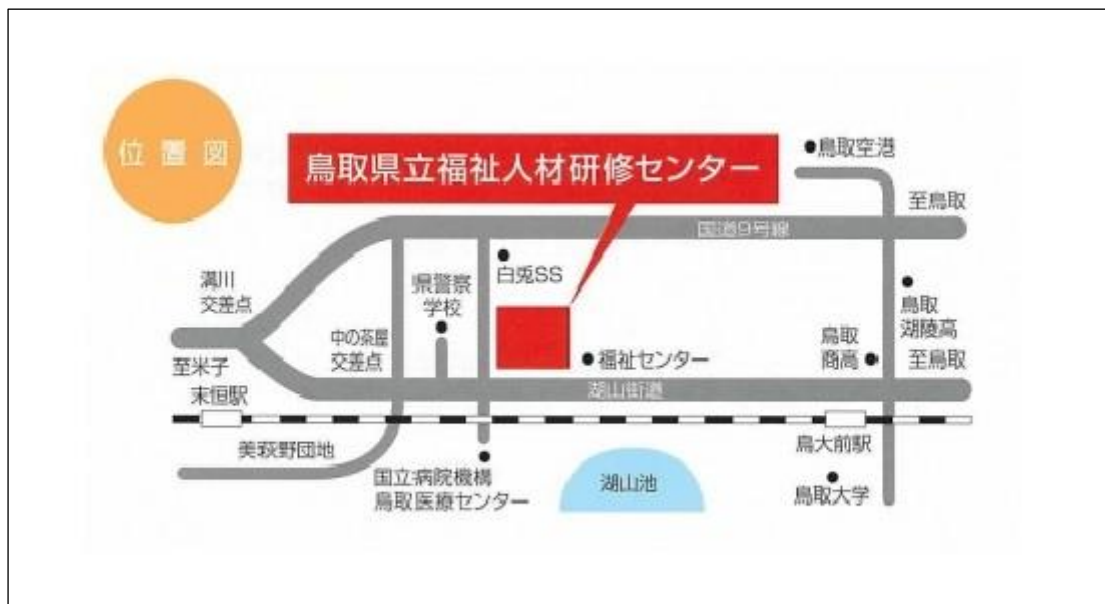 位置図
鳥取県立福祉人材研修センター
鳥取空港
至鳥取
国道9号線
白兎SS
溝川
交差点
県警察
学校
鳥取
湖陵高
中の茶屋
交差点
福祉センター
鳥取
商高
至鳥取
至米子
湖山街道
末恒駅
美萩野団地
鳥大前駅
国立病院機構
鳥取医療センター
湖山池
鳥取大学